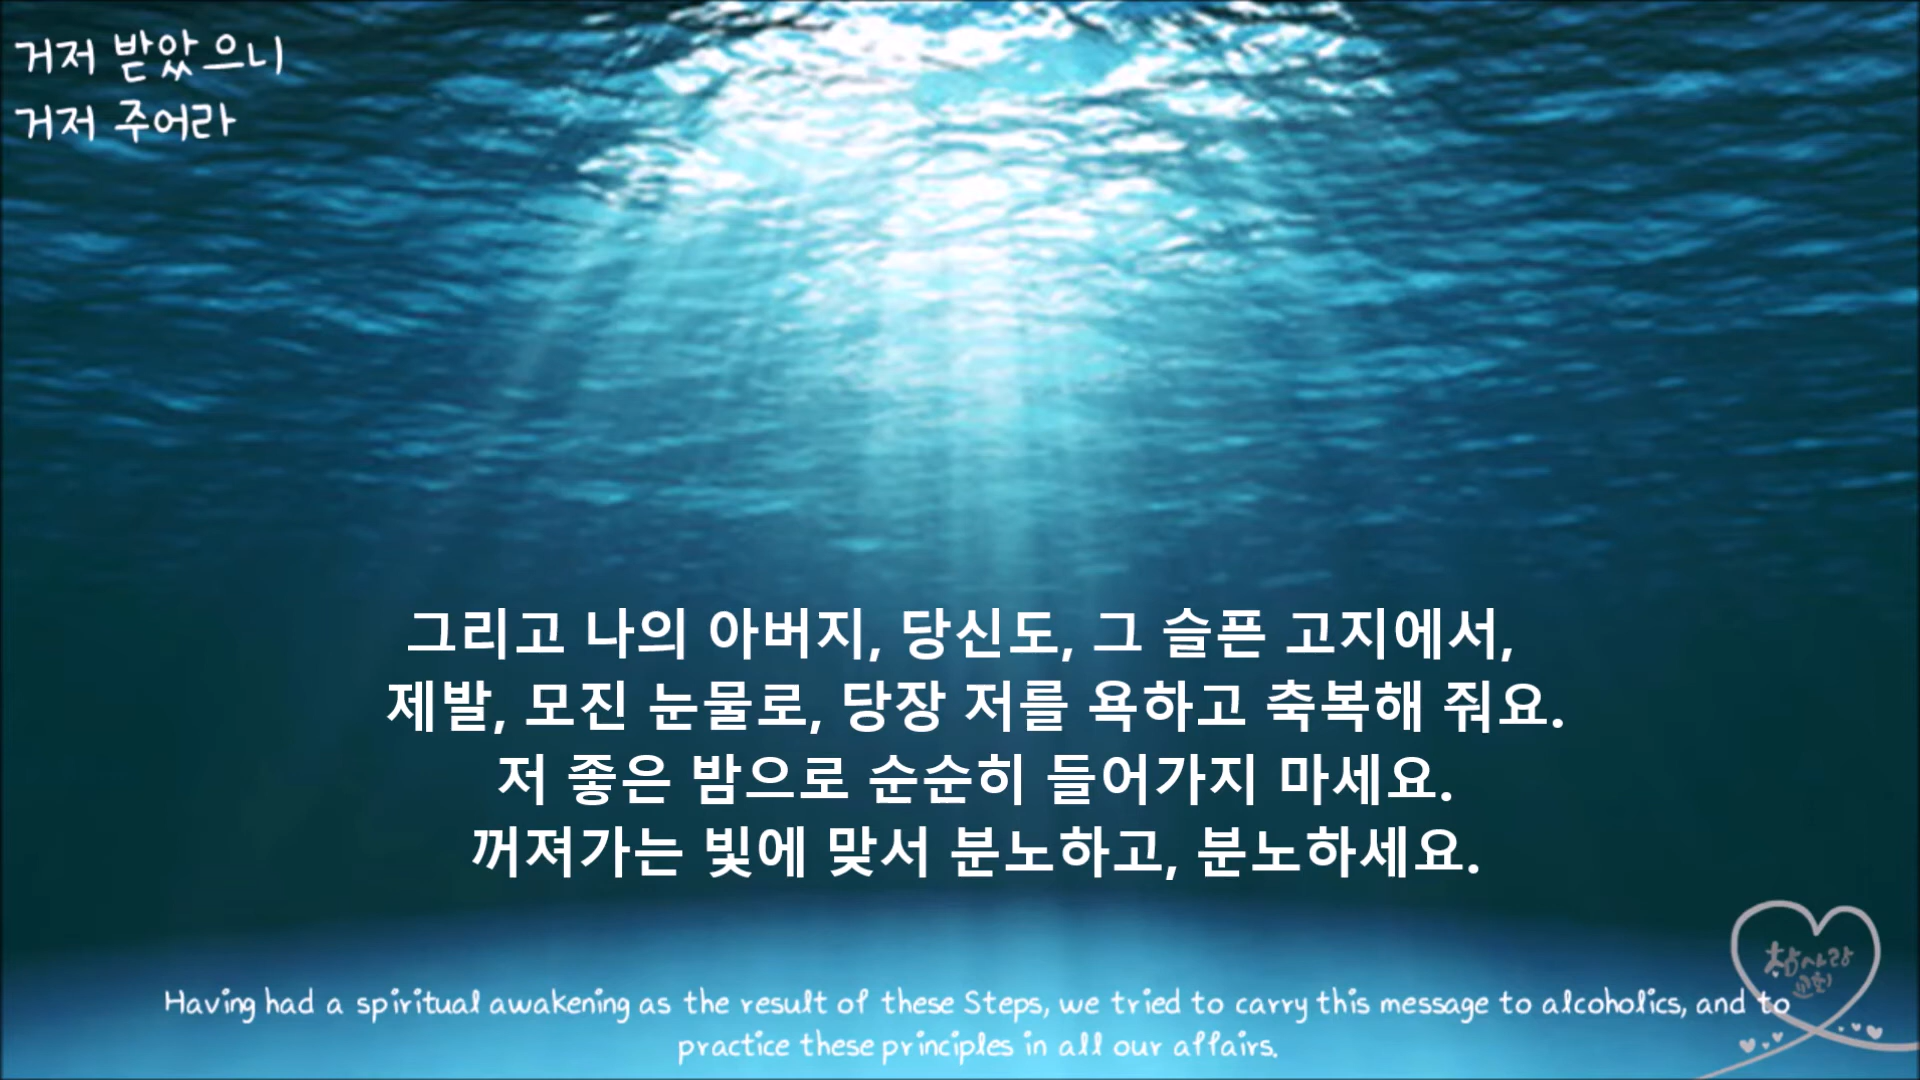 거저 받았으니
거저 주어라
그리고 나의 아버지, 당신도, 그 슬픈 고지에서,
제발, 모진 눈물로, 당장 저를 욕하고 축복해 줘요.
저 좋은 밤으로 순순히 들어가지 마세요.
꺼져가는 빛에 맞서 분노하고, 분노하세요.
참사랑
교회
Having had a spiritual awakening as the result of these Steps, we tried to carry this message to alcoholics, and to
practice these principles in all our affairs.